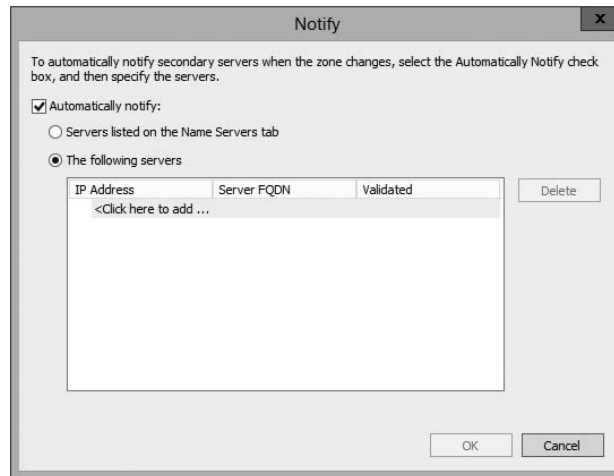 Notify
x
To automatically notify secondary servers when the zone changes, select the Automatically Notify check
box, and then specify the servers.
Automatically notify:
Servers listed on the Name Servers tab
The following servers
IP Address Server FQDN Validated
<Click here to add ...
Delete
OK Cancel